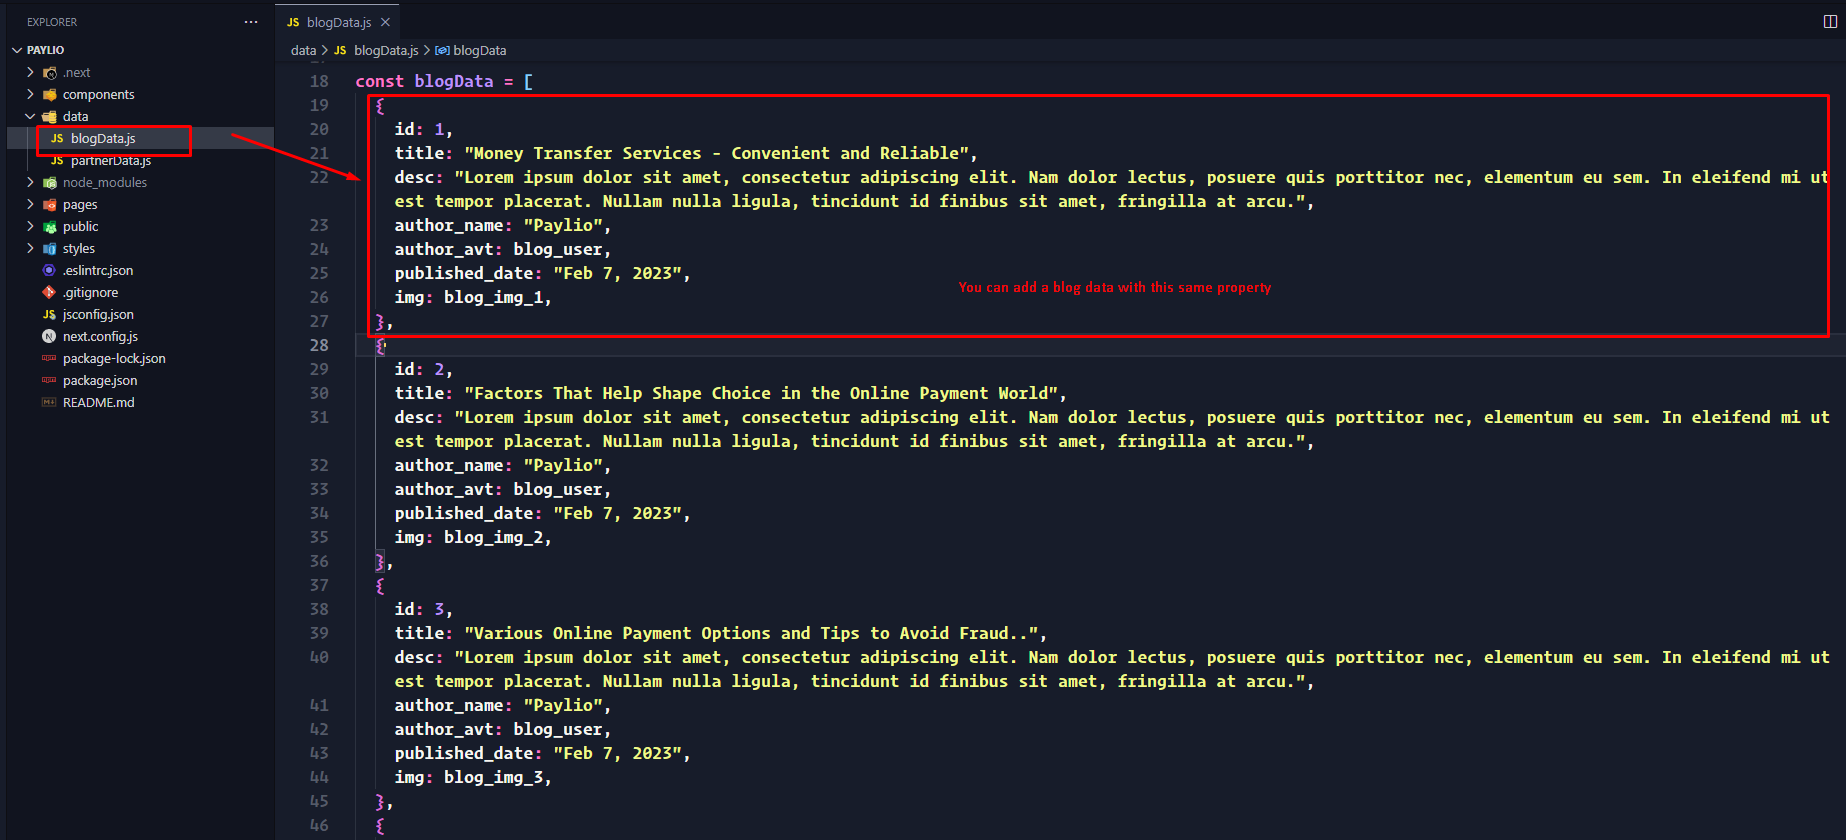 EXPLORER
PAYLIO
.next
components
data
blogData.js
partnerData.js
node_modules
pages
public
styles
.eslintrc.json
.gitignore
jsconfig.json
next.config.js
package-lock.json
package.json
README.md
JS blogData.js
data > JS blogData.js > blogData
18 const blogData = [
19 {
20 id: 1,
21 title: "Money Transfer Services - Convenient and Reliable",
22 desc: "Lorem ipsum dolor sit amet, consectetur adipiscing elit. Nam dolor lectus, posuere quis porttitor nec, elementum eu sem. In eleifend mi ut
est tempor placerat. Nullam nulla ligula, tincidunt id finibus sit amet, fringilla at arcu.",
23 author_name: "Paylio",
24 author_avt: blog_user,
25 published_date: "Feb 7, 2023",
You can add a blog data with this same property
26 img: blog_img_1,
27 },
28 {
29 id: 2,
30 title: "Factors That Help Shape Choice in the Online Payment World",
31 desc: "Lorem ipsum dolor sit amet, consectetur adipiscing elit. Nam dolor lectus, posuere quis porttitor nec, elementum eu sem. In eleifend mi ut
est tempor placerat. Nullam nulla ligula, tincidunt id finibus sit amet, fringilla at arcu.",
32 author_name: "Paylio",
33 author_avt: blog_user,
34 published_date: "Feb 7, 2023",
35 img: blog_img_2,
36 },
37 {
38 id: 3,
39 title: "Various Online Payment Options and Tips to Avoid Fraud..",
40 desc: "Lorem ipsum dolor sit amet, consectetur adipiscing elit. Nam dolor lectus, posuere quis porttitor nec, elementum eu sem. In eleifend mi ut
est tempor placerat. Nullam nulla ligula, tincidunt id finibus sit amet, fringilla at arcu.",
41 author_name: "Paylio",
42 author_avt: blog_user,
43 published_date: "Feb 7, 2023",
44 img: blog_img_3,
45 },
46 {